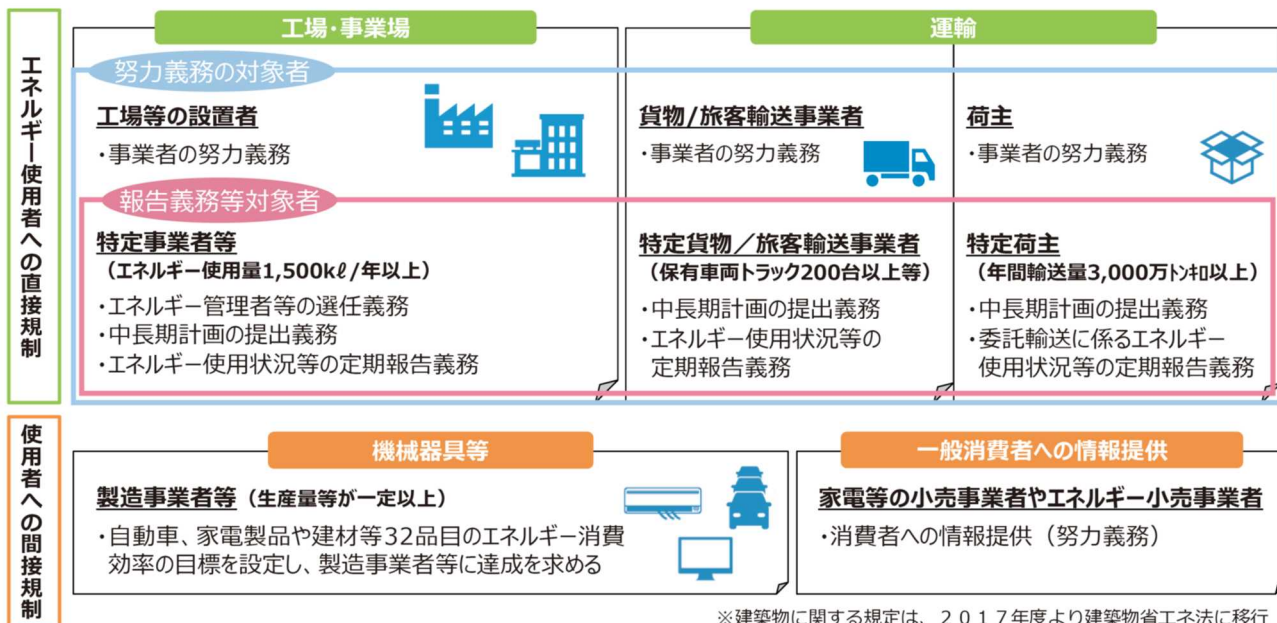 エネルギー使用者への直接規制
工場・事業場
努力義務の対象者
工場等の設置者
・事業者の努力義務
報告義務等対象者
特定事業者等
（エネルギー使用量1,500kℓ/年以上）
・エネルギー管理者等の選任義務
・中長期計画の提出義務
・エネルギー使用状況等の定期報告義務
運輸
貨物/旅客輸送事業者
・事業者の努力義務
特定貨物／旅客輸送事業者
（保有車両トラック200台以上等）
・中長期計画の提出義務
・エネルギー使用状況等の
定期報告義務
荷主
・事業者の努力義務
特定荷主
（年間輸送量3,000万ﾄﾝｷﾛ以上）
・中長期計画の提出義務
・委託輸送に係るエネルギー
使用状況等の定期報告義務
使用者への間接規制
機械器具等
製造事業者等（生産量等が一定以上）
・自動車、家電製品や建材等32品目のエネルギー消費
効率の目標を設定し、製造事業者等に達成を求める
一般消費者への情報提供
家電等の小売事業者やエネルギー小売事業者
・消費者への情報提供（努力義務）
※建築物に関する規定は、２０１７年度より建築物省エネ法に移行